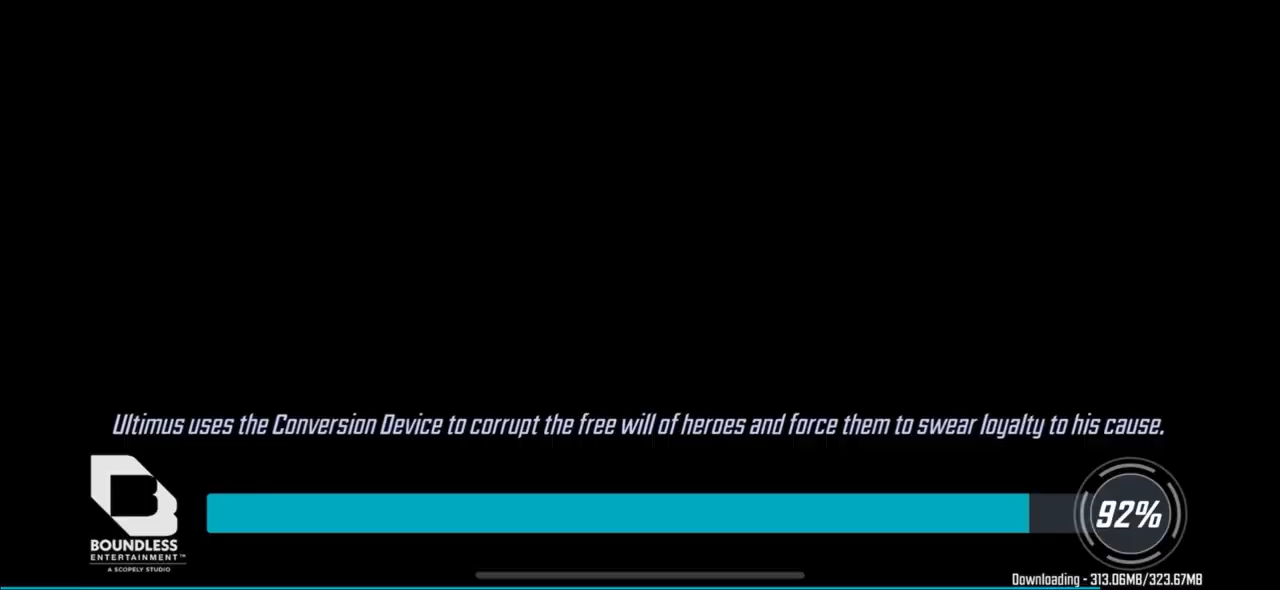 Ultimus uses the Conversion Device to corrupt the free will of heroes and force them to swear loyalty to his cause.
BOUNDLESS
ENTERTAINMENT™
A SCOPELY STUDIO
92%
Downloading - 313.06MB/323.67MB